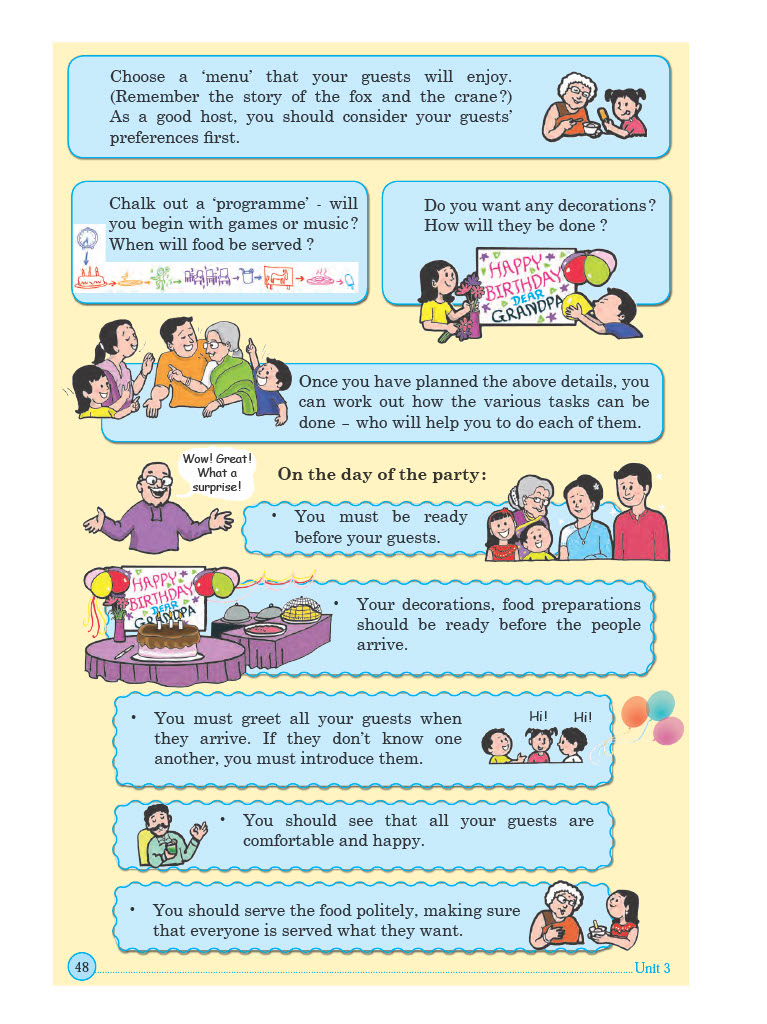 Choose a ‘menu’ that your guests will enjoy.
(Remember the story of the fox and the crane?)
As a good host, you should consider your guests’
preferences first.
Chalk out a ‘programme’ - will
you begin with games or music?
When will food be served ?
Do you want any decorations?
How will they be done ?
HAPPY
BIRTHDAY
DEAR
GRANDPA
Once you have planned the above details, you
can work out how the various tasks can be
done – who will help you to do each of them.
Wow! Great!
What a
surprise!
On the day of the party:
• You must be ready
before your guests.
HAPPY
BIRTHDAY
DEAR
GRANDPA
• Your decorations, food preparations
should be ready before the people
arrive.
• You must greet all your guests when
they arrive. If they don’t know one
another, you must introduce them.
Hi! Hi!
• You should see that all your guests are
comfortable and happy.
• You should serve the food politely, making sure
that everyone is served what they want.
48
Unit 3